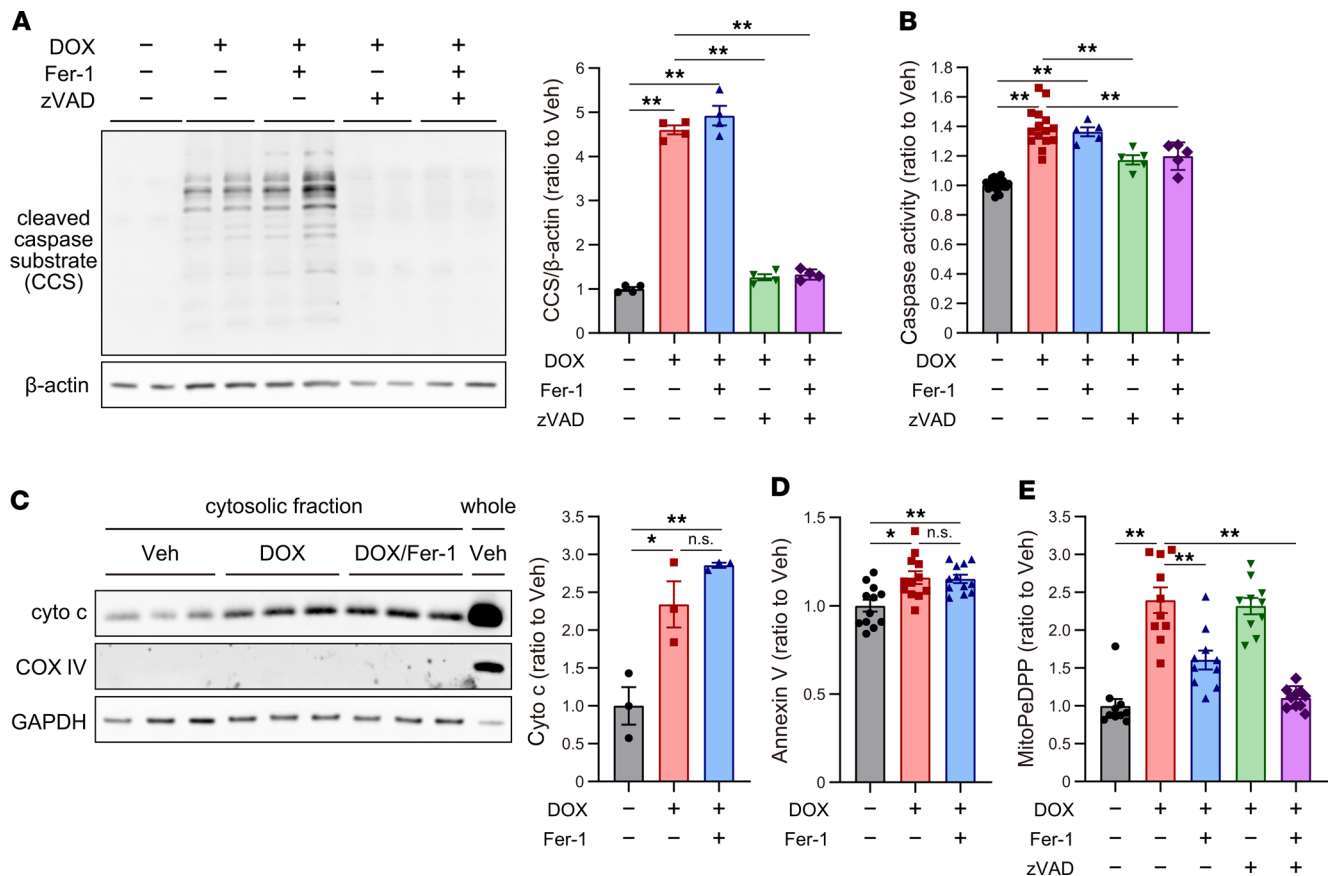 A
DOX – + + + +
Fer-1 – – + – +
zVAD – – – + +
cleaved
caspase
substrate
(CCS)
β-actin
CCS/β-actin (ratio to Veh)
6
5
4
3
2
1
0
**
**
**
**
DOX – + + + +
Fer-1 – – + – +
zVAD – – – + +
B
Caspase activity (ratio to Veh)
1.8
1.6
1.4
1.2
1.0
0.8
0.6
0.4
0.2
0
**
**
** **
DOX – + + + +
Fer-1 – – + – +
zVAD – – – + +
C
cytosolic fraction whole
Veh DOX DOX/Fer-1 Veh
cyto c
COX IV
GAPDH
Cyto c (ratio to Veh)
3.5
3.0
2.5
2.0
1.5
1.0
0.5
0
**
* n.s.
DOX – + +
Fer-1 – – +
D
Annexin V (ratio to Veh)
1.5
1.0
0.5
0
**
* n.s.
DOX – + +
Fer-1 – – +
E
MitoPeDPP (ratio to Veh)
3.5
3.0
2.5
2.0
1.5
1.0
0.5
0
** **
**
DOX – + + + +
Fer-1 – – + – +
zVAD – – – + +